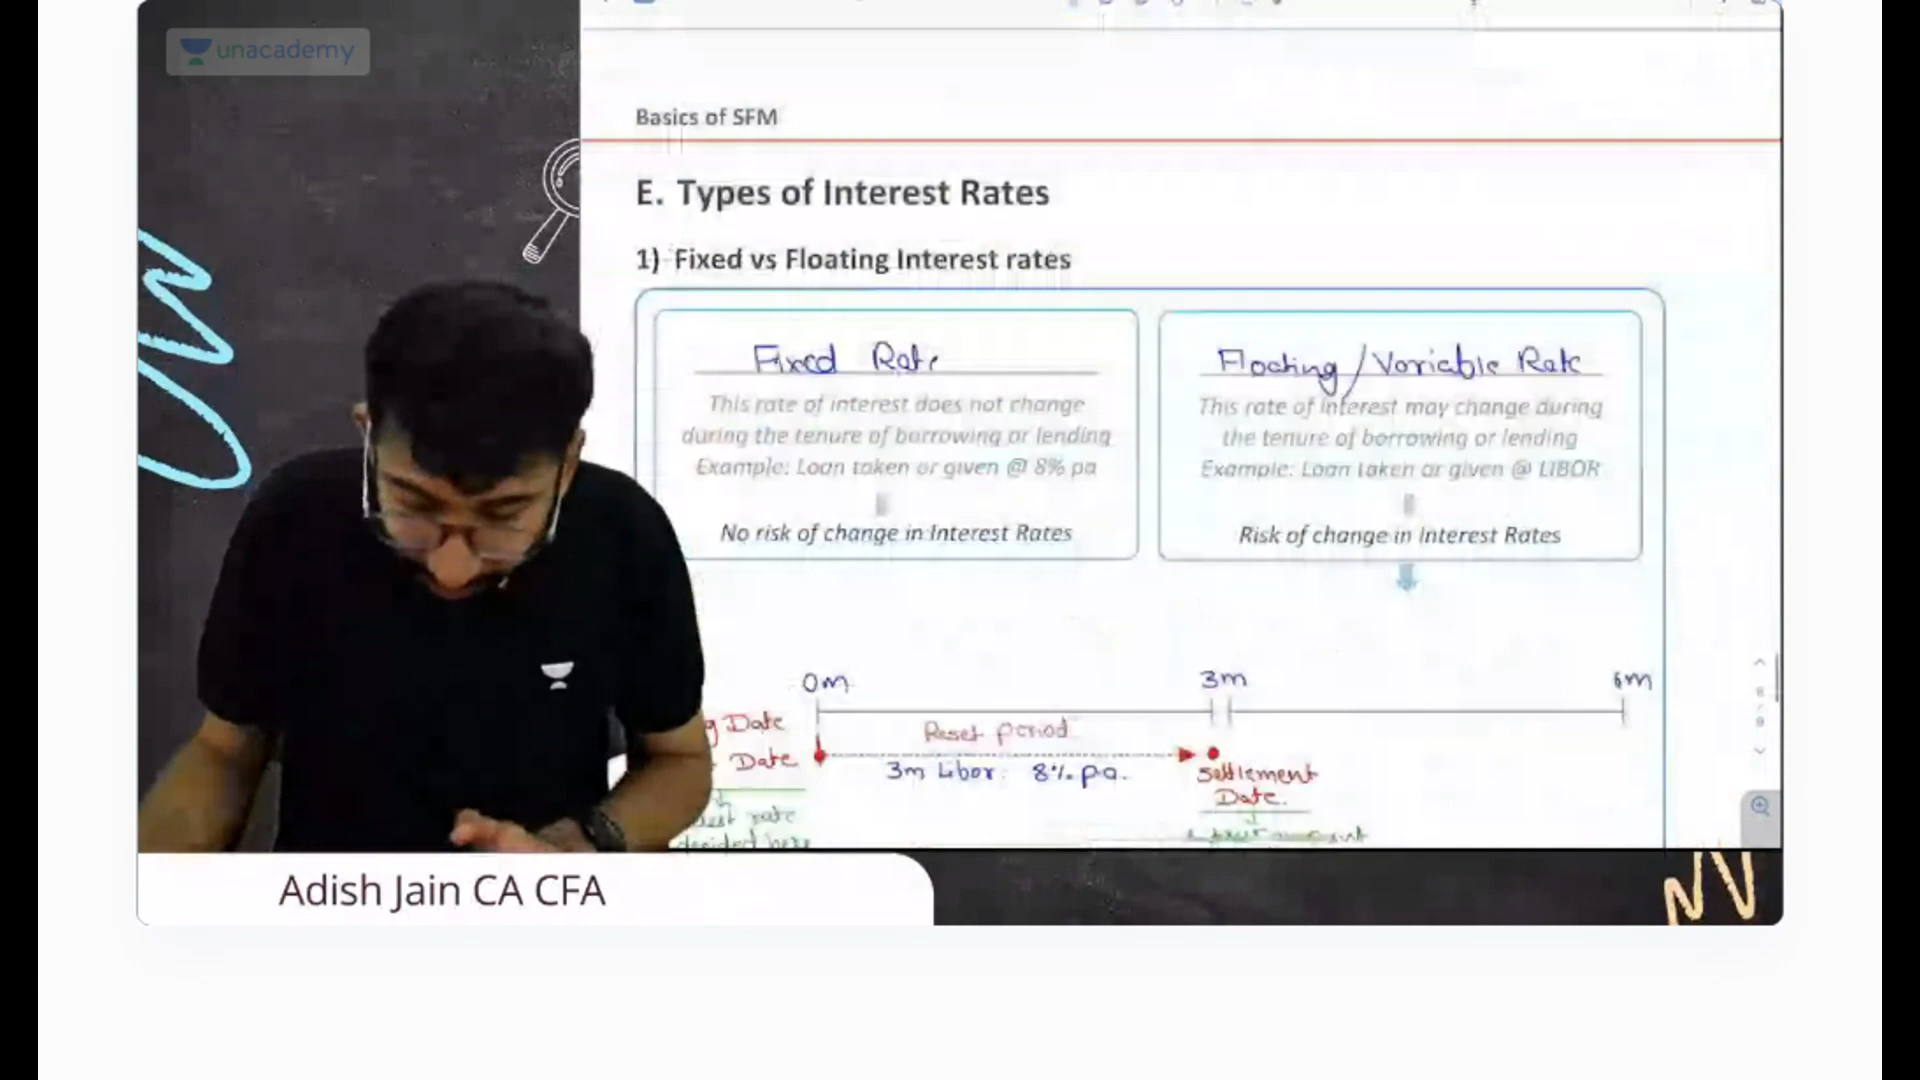 unacademy
Basics of SFM
E. Types of Interest Rates
1) Fixed vs Floating Interest rates
Fixed Rate
This rate of interest does not change
during the tenure of borrowing or lending
Example: Loan taken or given @ 8% pa
No risk of change in Interest Rates
Floating / Variable Rate
This rate of interest may change during
the tenure of borrowing or lending
Example: Loan taken or given @ LIBOR
Risk of change in Interest Rates
0m 3m 6m
Date
Reset period
Date
3m Libor: 8% pa.
Settlement
Date.
rate
decided here
Adish Jain CA CFA